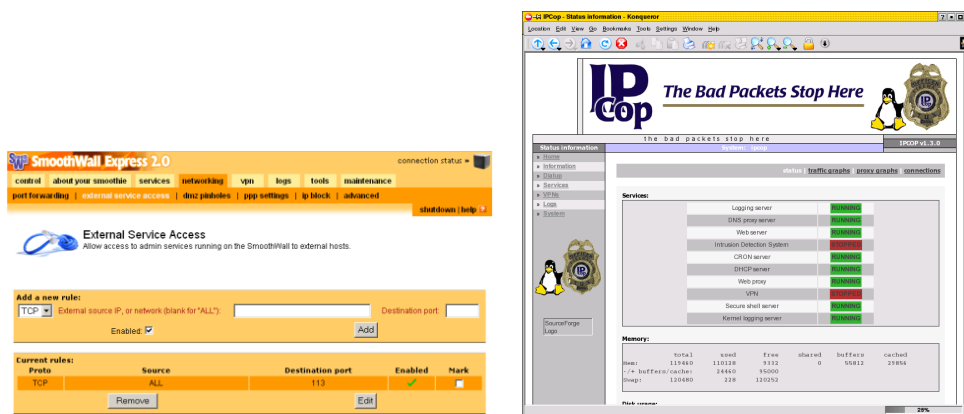 SmoothWall Express 2.0
connection status
control about your smoothie services networking vpn logs tools maintenance
port forwarding | external service access | dmz pinholes | ppp settings | ip block | advanced
shutdown | help
External Service Access
Allow access to admin services running on the SmoothWall to external hosts.
Add a new rule:
TCP External source IP, or network (blank for "ALL"): Destination port:
Enabled:
Add
Current rules:
Proto Source Destination port Enabled Mark
TCP ALL 113
Remove Edit
IPCop - Status information - Konqueror
Location Edit View Go Bookmarks Tools Settings Window Help
IP Cop
The Bad Packets Stop Here
the bad packets stop here
Status information System: ipcop IPCOP v1.3.0
Home
Information
Dialup
Services
VPNs
Logs
System
SourceForge
Logo
status | traffic graphs | proxy graphs | connections
Services:
Logging server RUNNING
DNS proxy server RUNNING
Web server RUNNING
Intrusion Detection System STOPPED
CRON server RUNNING
DHCP server RUNNING
Web proxy RUNNING
VPN STOPPED
Secure shell server RUNNING
Kernel logging server RUNNING
Memory:
total used free shared buffers cached
Mem: 119460 110128 9332 0 55812 29856
-/+ buffers/cache: 24460 95000
Swap: 120480 228 120252
Disk usage:
29%